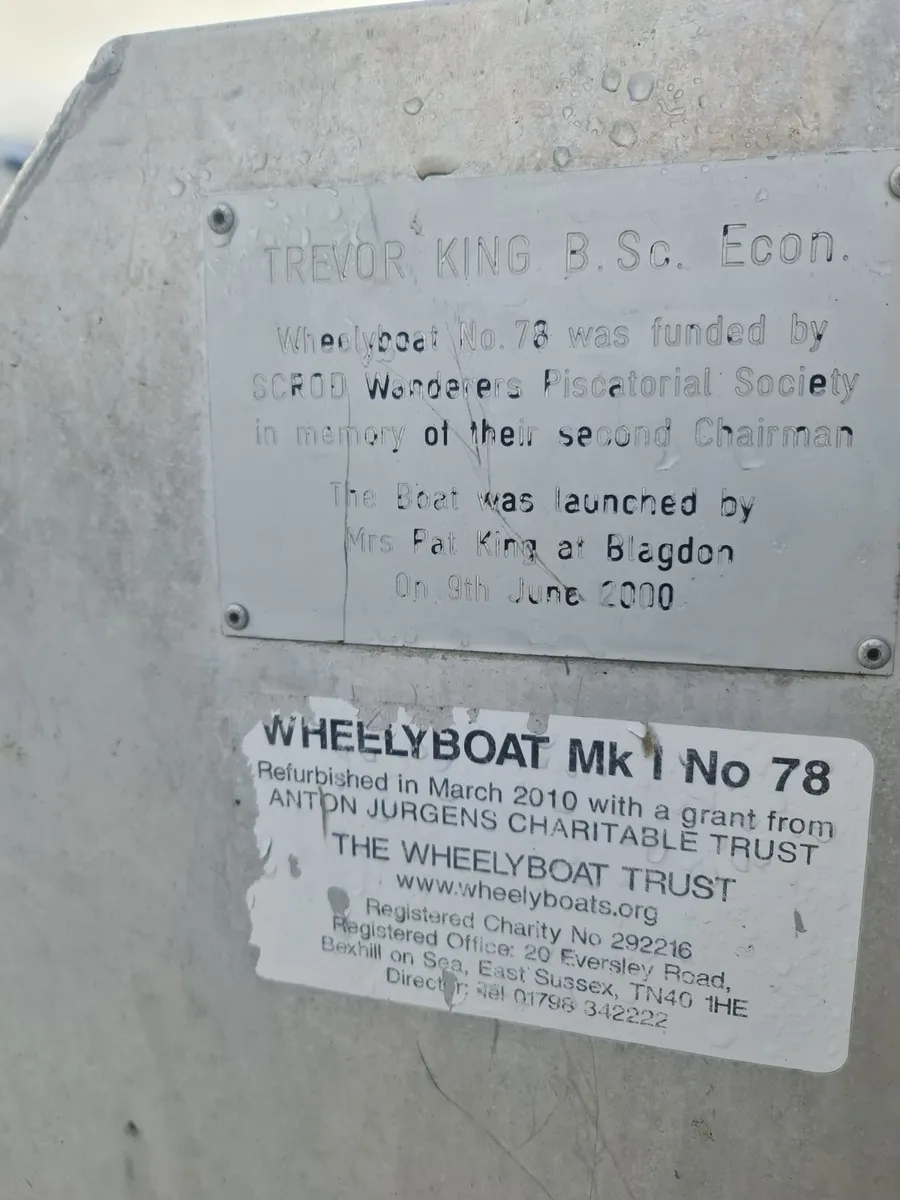 TREVOR KING B.Sc. Econ.
Wheelyboat No.78 was funded by
SCROD Wanderers Piscatorial Society
in memory of their second Chairman
The Boat was launched by
Mrs Pat King at Blagdon
On 9th June 2000
WHEELYBOAT Mk I No 78
Refurbished in March 2010 with a grant from
ANTON JURGENS CHARITABLE TRUST
THE WHEELYBOAT TRUST
www.wheelyboats.org
Registered Charity No 292216
Registered Office: 20 Eversley Road,
Bexhill on Sea, East Sussex, TN40 1HE
Director: Tel 01798 342222